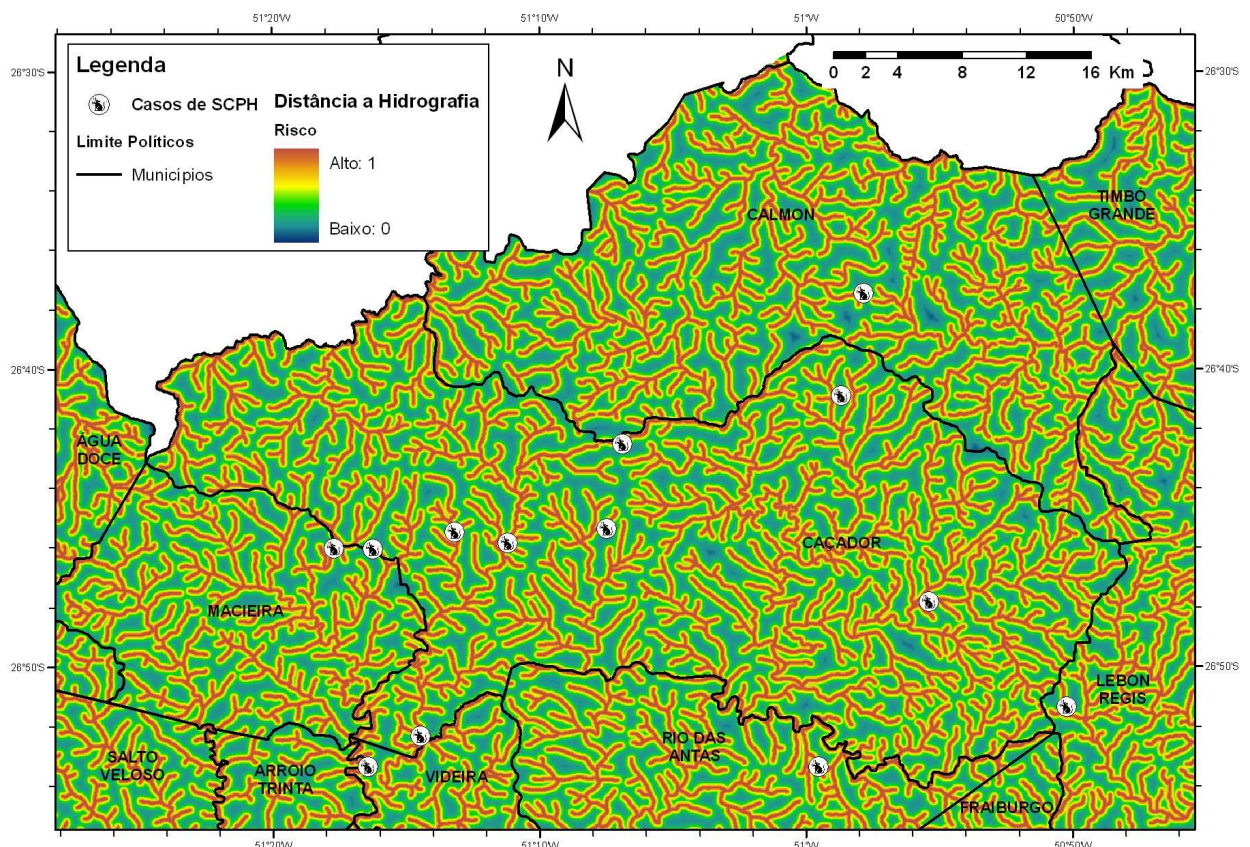 51°20'W 51°10'W 51°W 50°50'W
26°30'S 26°30'S
Legenda
Casos de SCPH
Limite Políticos
Municípios
Distância a Hidrografia
Risco
Alto: 1
Baixo: 0
N
0 2 4 8 12 16 Km
CALMON
TIMBÓ
GRANDE
26°40'S 26°40'S
ÁGUA
DOCE
CAÇADOR
MACIEIRA
26°50'S 26°50'S
LEBON
REGIS
SALTO
VELOSO
ARROIO
TRINTA
VIDEIRA
RIO DAS
ANTAS
FRAIBURGO
51°20'W 51°10'W 51°W 50°50'W